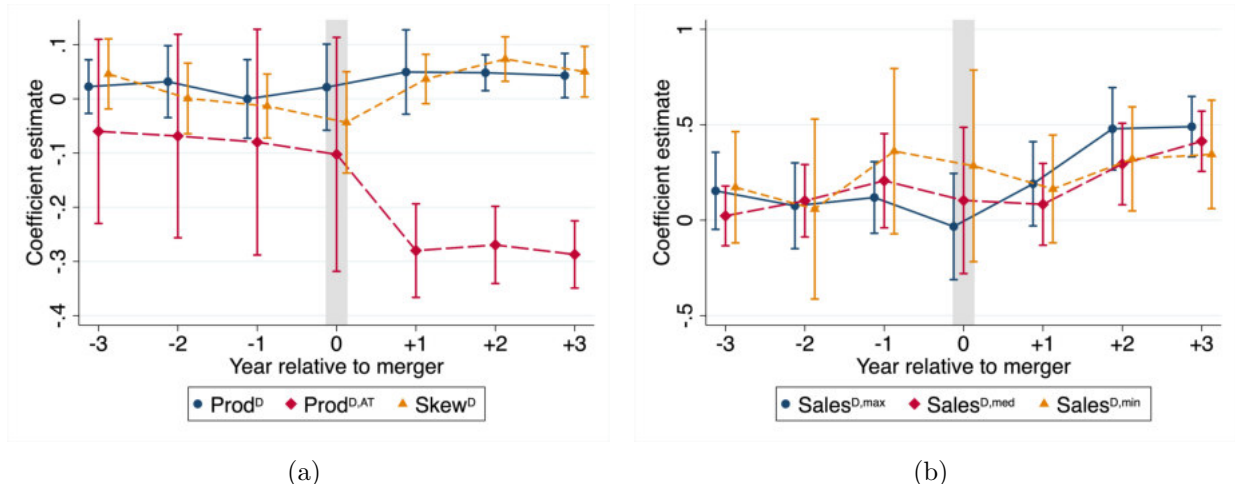 .1
0
-.1
-.2
-.3
-.4
Coefficient estimate
-3 -2 -1 0 +1 +2 +3
Year relative to merger
Prod^D Prod^D,AT Skew^D
(a)
1
.5
0
-.5
Coefficient estimate
-3 -2 -1 0 +1 +2 +3
Year relative to merger
Sales^D,max Sales^D,med Sales^D,min
(b)